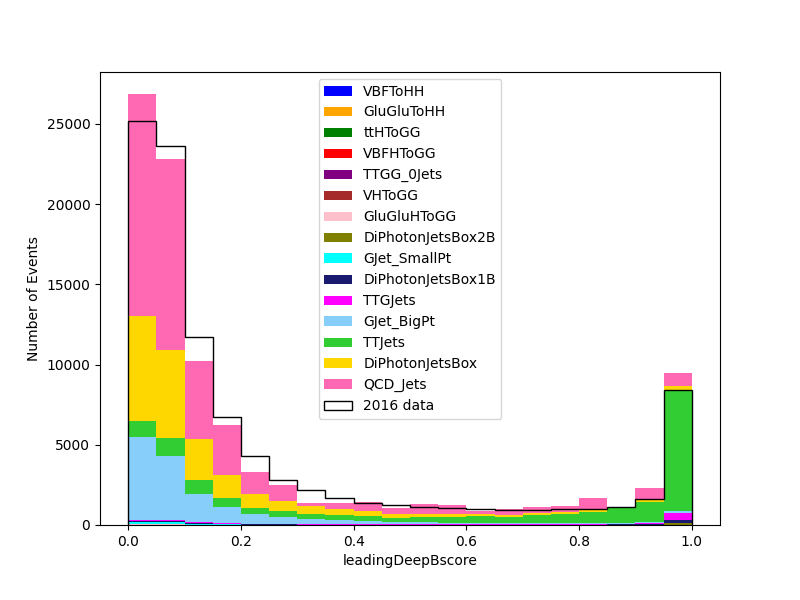 25000
20000
15000
10000
5000
0
Number of Events
0.0
0.2
0.4
0.6
0.8
1.0
leadingDeepBscore
VBFToHH
GluGluToHH
ttHToGG
VBFHToGG
TTGG_0Jets
VHToGG
GluGluHToGG
DiPhotonJetsBox2B
GJet_SmallPt
DiPhotonJetsBox1B
TTGJets
GJet_BigPt
TTJets
DiPhotonJetsBox
QCD_Jets
2016 data